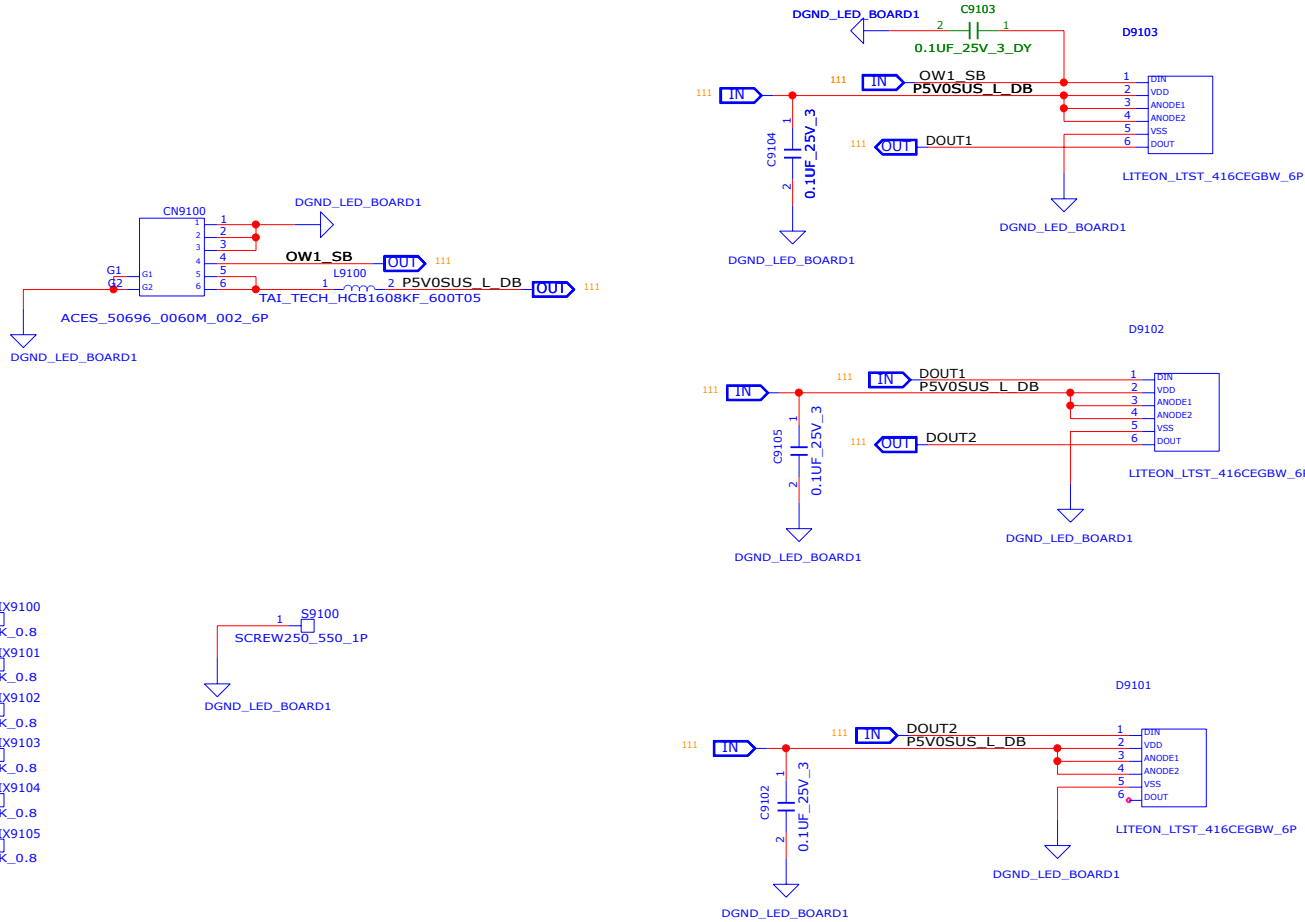 DGND_LED_BOARD1
C9103
2
1
0.1UF_25V_3_DY
D9103
111
IN
111
IN
OW1_SB
P5V0SUS_L_DB
1
DIN
2
VDD
3
ANODE1
4
ANODE2
5
VSS
6
DOUT
111
OUT
DOUT1
1
C9104
2
0.1UF_25V_3
LITEON_LTST_416CEGBW_6P
DGND_LED_BOARD1
DGND_LED_BOARD1
CN9100
DGND_LED_BOARD1
1
1
2
2
3
3
4
4
5
5
6
6
G1
G1
G2
G2
OW1_SB
OUT
111
L9100
1
2
P5V0SUS_L_DB
OUT
111
TAI_TECH_HCB1608KF_600T05
ACES_50696_0060M_002_6P
DGND_LED_BOARD1
D9102
111
IN
111
IN
DOUT1
P5V0SUS_L_DB
1
DIN
2
VDD
3
ANODE1
4
ANODE2
5
VSS
6
DOUT
111
OUT
DOUT2
1
C9105
2
0.1UF_25V_3
LITEON_LTST_416CEGBW_6
DGND_LED_BOARD1
DGND_LED_BOARD1
IX9100
K_0.8
IX9101
K_0.8
IX9102
K_0.8
IX9103
K_0.8
IX9104
K_0.8
IX9105
K_0.8
S9100
1
SCREW250_550_1P
DGND_LED_BOARD1
D9101
111
IN
111
IN
DOUT2
P5V0SUS_L_DB
1
DIN
2
VDD
3
ANODE1
4
ANODE2
5
VSS
6
DOUT
1
C9102
2
0.1UF_25V_3
LITEON_LTST_416CEGBW_6P
DGND_LED_BOARD1
DGND_LED_BOARD1